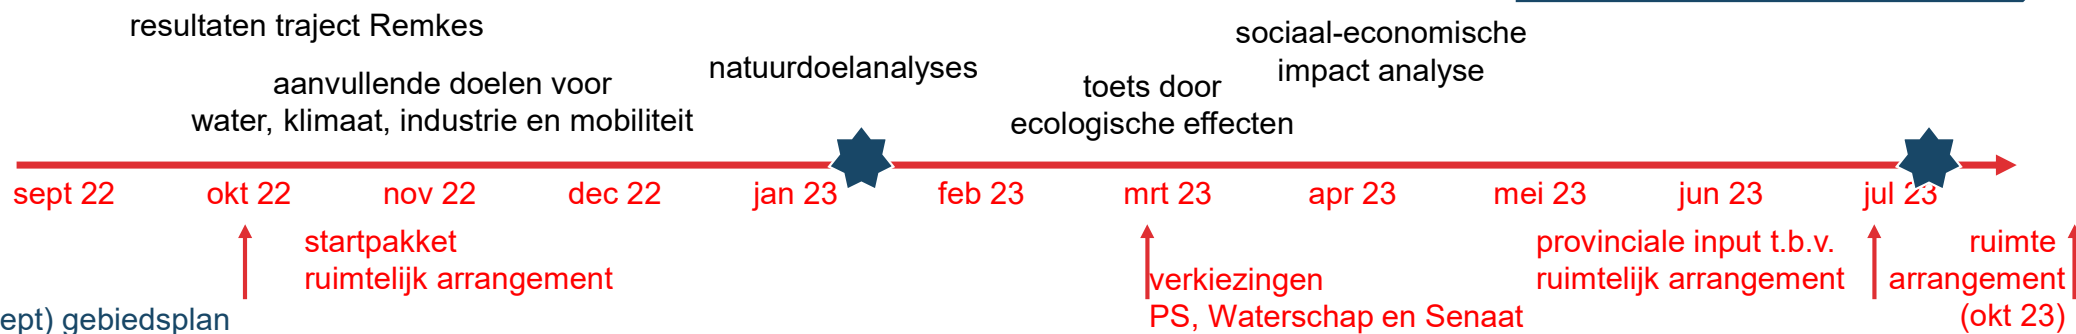 resultaten traject Remkes
aanvullende doelen voor
water, klimaat, industrie en mobiliteit
natuurdoelanalyses
toets door
ecologische effecten
sociaal-economische
impact analyse
sept 22 okt 22 nov 22 dec 22 jan 23 feb 23 mrt 23 apr 23 mei 23 jun 23 jul 23
startpakket
ruimtelijk arrangement
verkiezingen
PS, Waterschap en Senaat
provinciale input t.b.v.
ruimtelijk arrangement
ruimte
arrangement
(okt 23)
ept) gebiedsplan